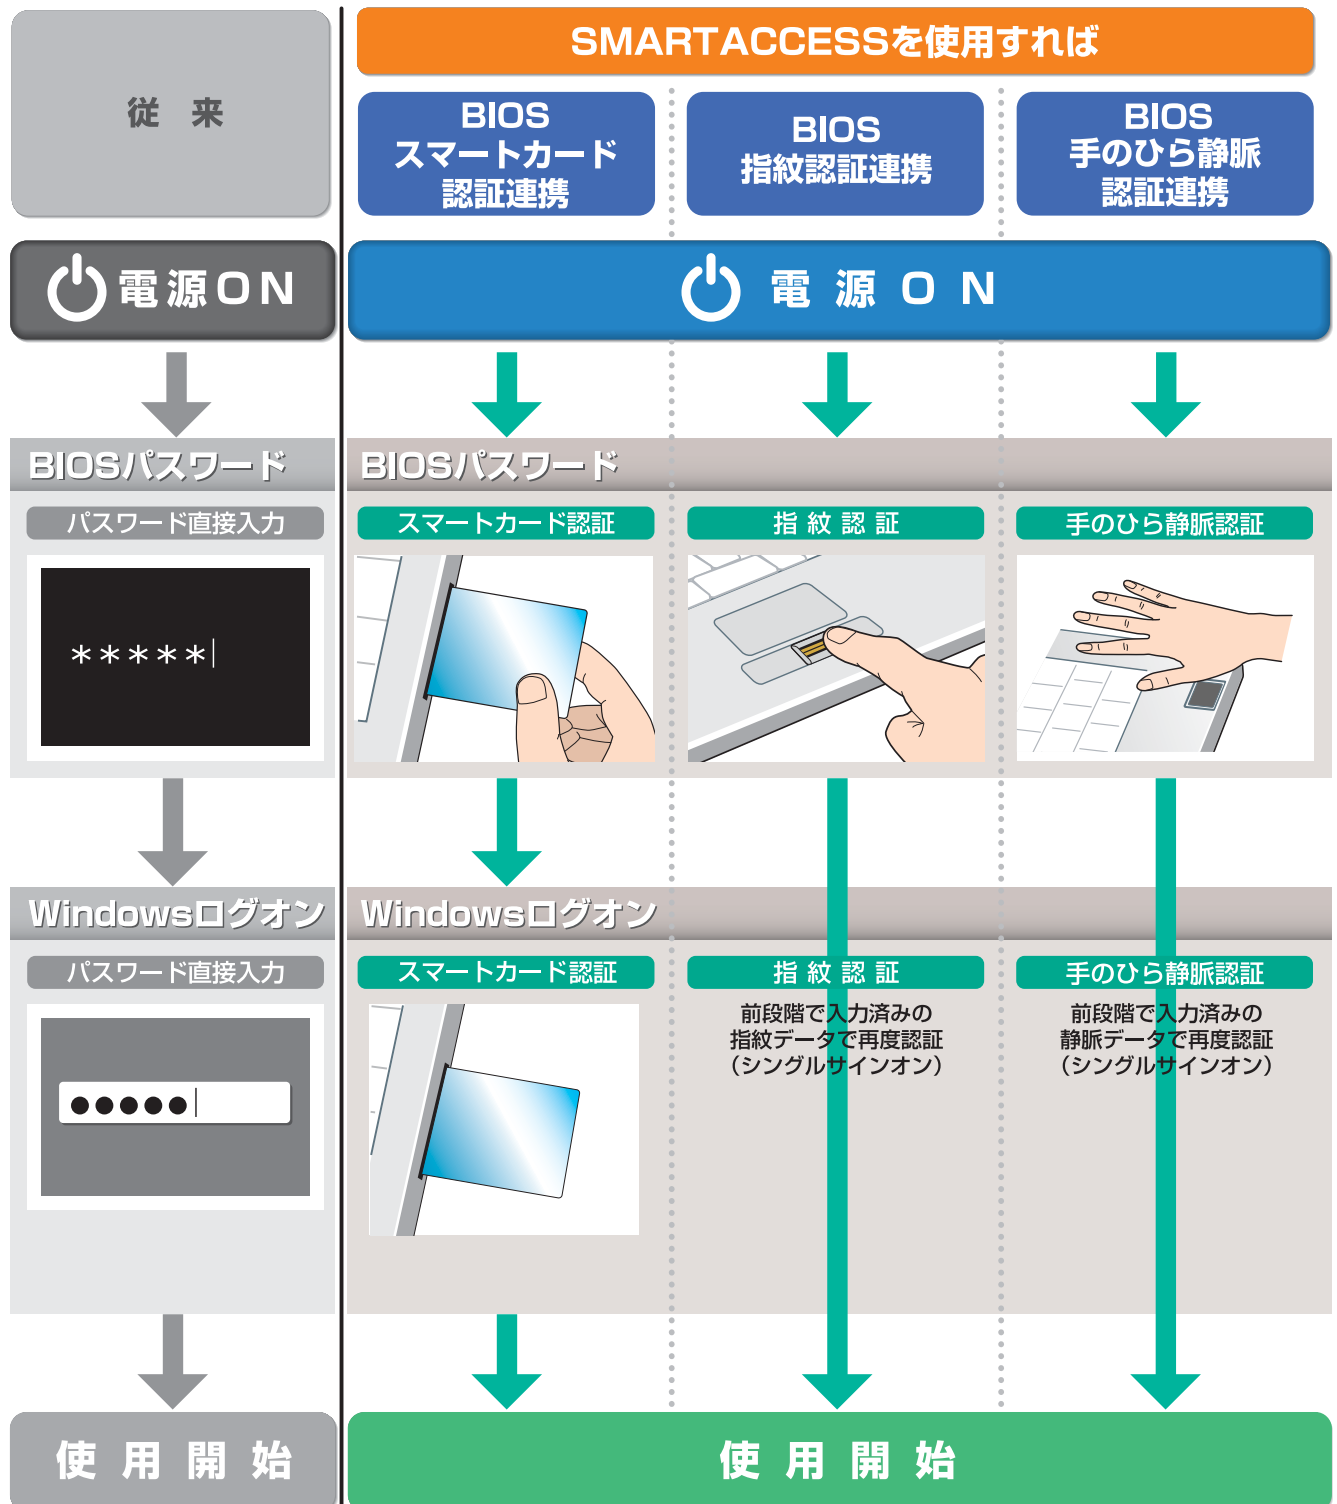 従来
SMARTACCESSを使用すれば
BIOS
スマートカード
認証連携
BIOS
指紋認証連携
BIOS
手のひら静脈
認証連携
電源ON
電源ON
BIOSパスワード
BIOSパスワード
パスワード直接入力
スマートカード認証
指紋認証
手のひら静脈認証
*****
Windowsログオン
Windowsログオン
パスワード直接入力
スマートカード認証
指紋認証
手のひら静脈認証
前段階で入力済みの
指紋データで再度認証
（シングルサインオン）
前段階で入力済みの
静脈データで再度認証
（シングルサインオン）
●●●●●
使用開始
使用開始